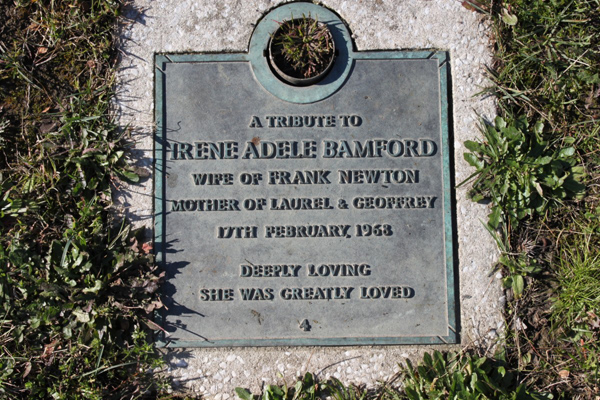 A TRIBUTE TO
IRENE ADELE BAMFORD
WIFE OF FRANK NEWTON
MOTHER OF LAUREL & GEOFFREY
17TH FEBRUARY, 1968
DEEPLY LOVING
SHE WAS GREATLY LOVED
4